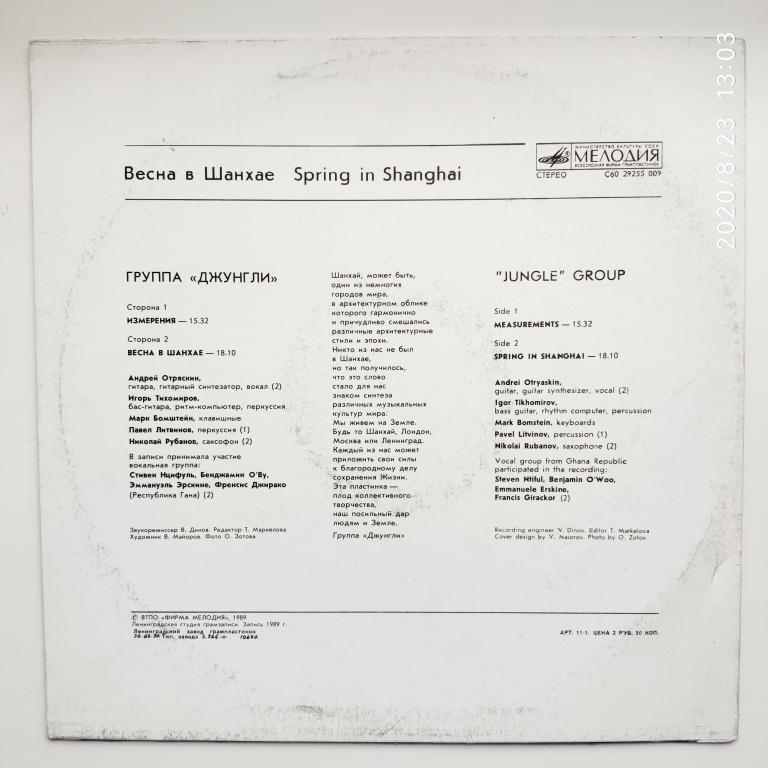 Весна в Шанхае Spring in Shanghai
МИНИСТЕРСТВО КУЛЬТУРЫ СССР
МЕЛОДИЯ
ВСЕСОЮЗНАЯ ФИРМА ГРАМПЛАСТИНОК
СТЕРЕО С60 29255 009
ГРУППА «ДЖУНГЛИ»
Сторона 1
ИЗМЕРЕНИЯ — 15.32
Сторона 2
ВЕСНА В ШАНХАЕ — 18.10
Андрей Отряскин,
гитара, гитарный синтезатор, вокал (2)
Игорь Тихомиров,
бас-гитара, ритм-компьютер, перкуссия
Марк Бомштейн, клавишные
Павел Литвинов, перкуссия (1)
Николай Рубанов, саксофон (2)
В записи принимала участие
вокальная группа:
Стивен Нцифуль, Бенджамин О'Ву,
Эммануэль Эрскине, Френсис Джирако
(Республика Гана) (2)
Звукорежиссер В. Динов. Редактор Т. Маркелова
Художник В. Майоров. Фото О. Зотова
Шанхай, может быть,
один из немногих
городов мира,
в архитектурном облике
которого гармонично
и причудливо смешались
различные архитектурные
стили и эпохи.
Никто из нас не был
в Шанхае,
но так получилось,
что это слово
стало для нас
знаком синтеза
различных музыкальных
культур мира.
Мы живем на Земле.
Будь то Шанхай, Лондон,
Москва или Ленинград.
Каждый из нас может
приложить свои силы
к благородному делу
сохранения Жизни.
Эта пластинка —
плод коллективного
творчества,
наш посильный дар
людям и Земле.
Группа «Джунгли»
"JUNGLE" GROUP
Side 1
MEASUREMENTS — 15.32
Side 2
SPRING IN SHANGHAI — 18.10
Andrei Otryaskin,
guitar, guitar synthesizer, vocal (2)
Igor Tikhomirov,
bass guitar, rhythm computer, percussion
Mark Bomstein, keyboards
Pavel Litvinov, percussion (1)
Nikolai Rubanov, saxophone (2)
Vocal group from Ghana Republic
participated in the recording:
Steven Ntiful, Benjamin O'Woo,
Emmanuele Erskine,
Francis Girackor (2)
Recording engineer V. Dinov. Editor T. Markelova
Cover design by V. Maiorov. Photo by O. Zotov
© ВТПО «ФИРМА МЕЛОДИЯ», 1989
Ленинградская студия грамзаписи. Запись 1989 г.
Ленинградский завод грампластинок
Тип. завода
АРТ. 11-1. ЦЕНА 2 РУБ. 50 КОП.
2020/8/23 13:03